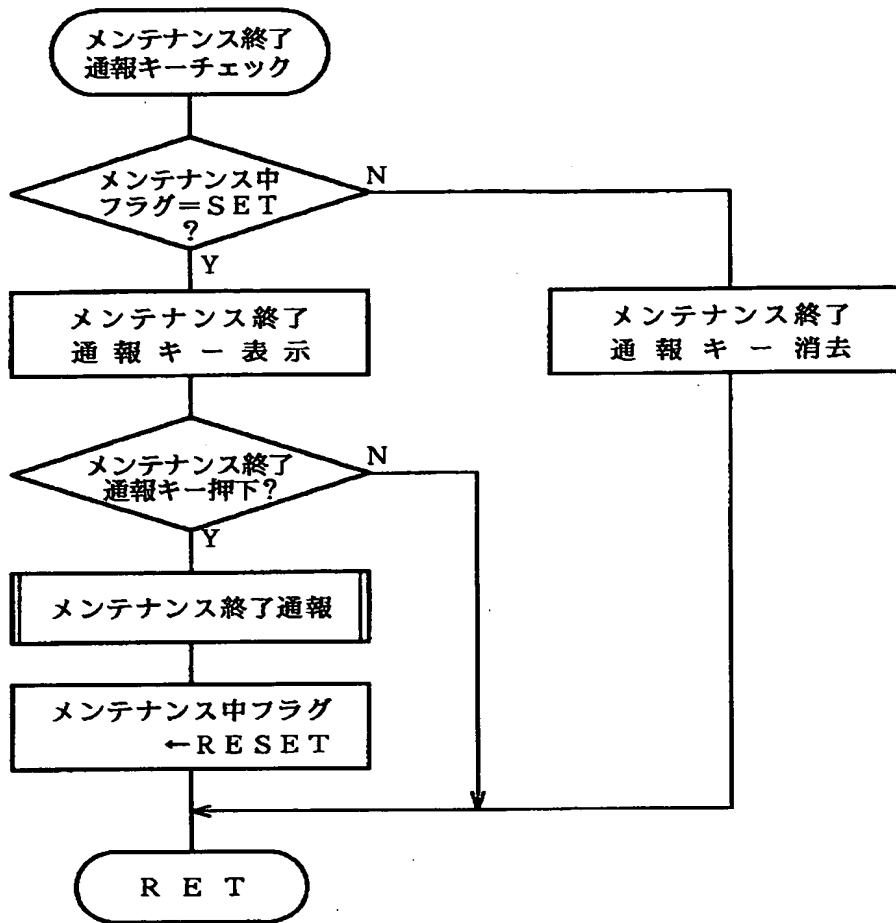 メンテナンス終了
通報キーチェック
メンテナンス中
フラグ＝ＳＥＴ
？
N
Y
メンテナンス終了
通報キー表示
メンテナンス終了
通報キー消去
メンテナンス終了
通報キー押下？
N
Y
メンテナンス終了通報
メンテナンス中フラグ
←ＲＥＳＥＴ
ＲＥＴ